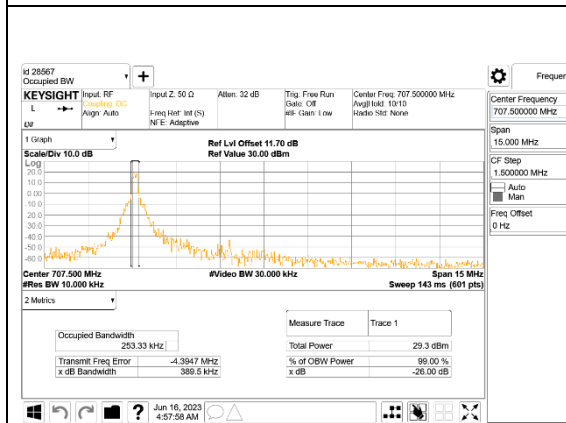 id 28567
Occupied BW
KEYSIGHT
L
Input: RF
Coupling: DC
Align: Auto
Input Z: 50 Ω
Freq Ref: Int (S)
NFE: Adaptive
Atten: 32 dB
Trig: Free Run
Gate: Off
#IF Gain: Low
Center Freq: 707.500000 MHz
Avg|Hold: 10/10
Radio Std: None
1 Graph
Scale/Div 10.0 dB
Ref Lvl Offset 11.70 dB
Ref Value 30.00 dBm
Log
20.0
10.0
0.00
-10.0
-20.0
-30.0
-40.0
-50.0
-60.0
Center 707.500 MHz
#Video BW 30.000 kHz
Span 15 MHz
#Res BW 10.000 kHz
Sweep 143 ms (601 pts)
2 Metrics
Occupied Bandwidth
253.33 kHz
Transmit Freq Error -4.3947 MHz
x dB Bandwidth 389.5 kHz
Measure Trace Trace 1
Total Power 29.3 dBm
% of OBW Power 99.00 %
x dB -26.00 dB
Jun 16, 2023
4:57:58 AM
Frequen
Center Frequency
707.500000 MHz
Span
15.000 MHz
CF Step
1.500000 MHz
Auto
Man
Freq Offset
0 Hz